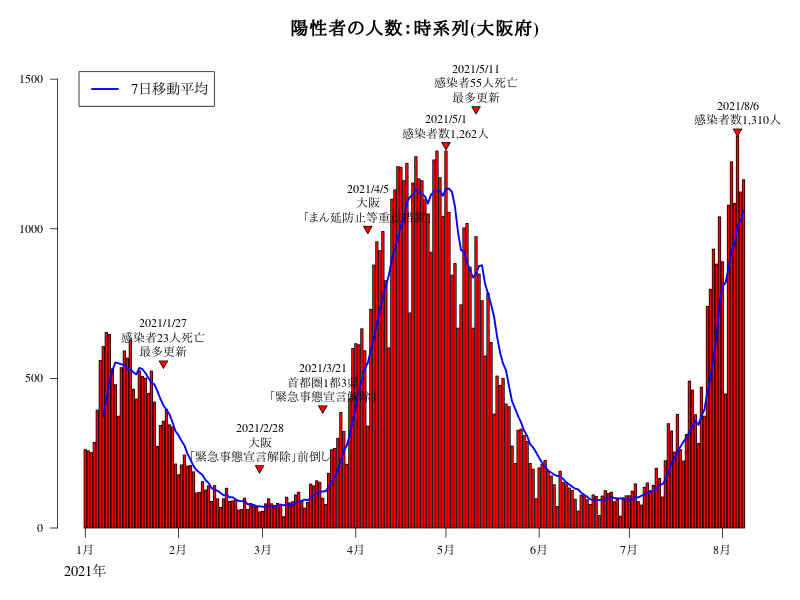 陽性者の人数：時系列(大阪府)
1500
1000
500
0
7日移動平均
2021/5/11
感染者55人死亡
最多更新
2021/5/1
感染者数1,262人
2021/8/6
感染者数1,310人
2021/4/5
大阪
「まん延防止等重点措置」
2021/1/27
感染者23人死亡
最多更新
2021/3/21
首都圏1都3県
「緊急事態宣言解除」
2021/2/28
大阪
「緊急事態宣言解除」前倒し
1月
2月
3月
4月
5月
6月
7月
8月
2021年